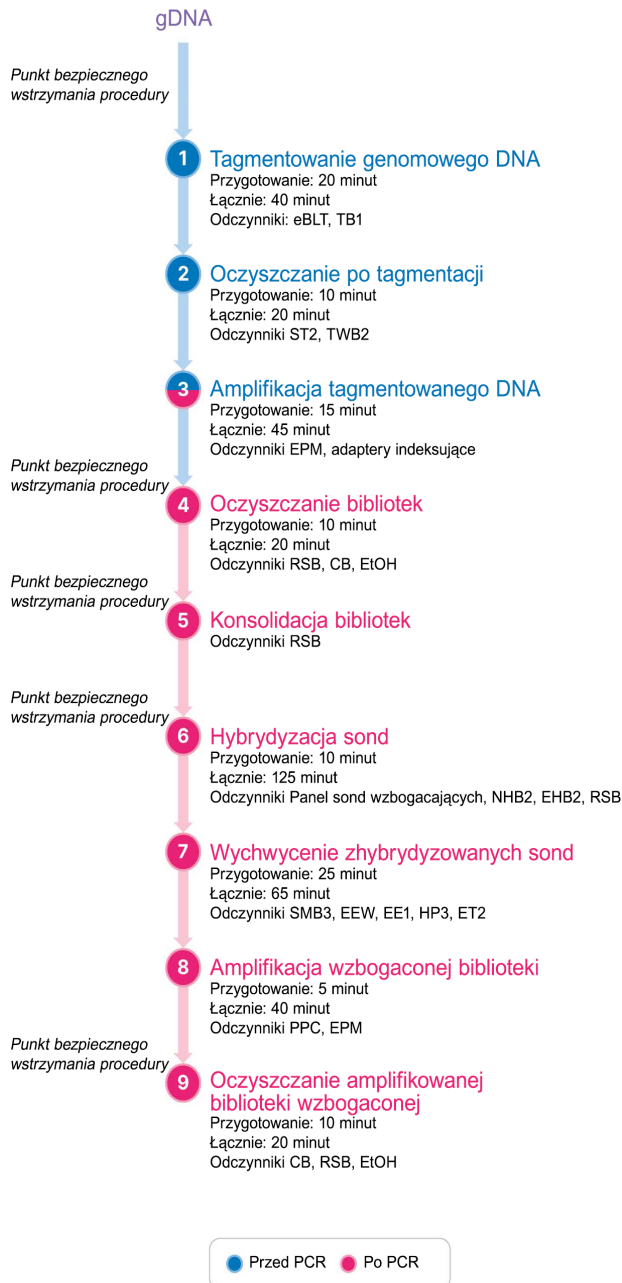 gDNA
Punkt bezpiecznego
wstrzymania procedury
1
Tagmentowanie genomowego DNA
Przygotowanie: 20 minut
Łącznie: 40 minut
Odczynniki: eBLT, TB1
2
Oczyszczanie po tagmentacji
Przygotowanie: 10 minut
Łącznie: 20 minut
Odczynniki ST2, TWB2
3
Amplifikacja tagmentowanego DNA
Przygotowanie: 15 minut
Łącznie: 45 minut
Odczynniki EPM, adaptery indeksujące
Punkt bezpiecznego
wstrzymania procedury
4
Oczyszczanie bibliotek
Przygotowanie: 10 minut
Łącznie: 20 minut
Odczynniki RSB, CB, EtOH
Punkt bezpiecznego
wstrzymania procedury
5
Konsolidacja bibliotek
Odczynniki RSB
Punkt bezpiecznego
wstrzymania procedury
6
Hybrydyzacja sond
Przygotowanie: 10 minut
Łącznie: 125 minut
Odczynniki Panel sond wzbogacających, NHB2, EHB2, RSB
7
Wychwycenie zhybrydyzowanych sond
Przygotowanie: 25 minut
Łącznie: 65 minut
Odczynniki SMB3, EEW, EE1, HP3, ET2
8
Amplifikacja wzbogaconej biblioteki
Przygotowanie: 5 minut
Łącznie: 40 minut
Odczynniki PPC, EPM
Punkt bezpiecznego
wstrzymania procedury
9
Oczyszczanie amplifikowanej
biblioteki wzbogaconej
Przygotowanie: 10 minut
Łącznie: 20 minut
Odczynniki CB, RSB, EtOH
Przed PCR
Po PCR